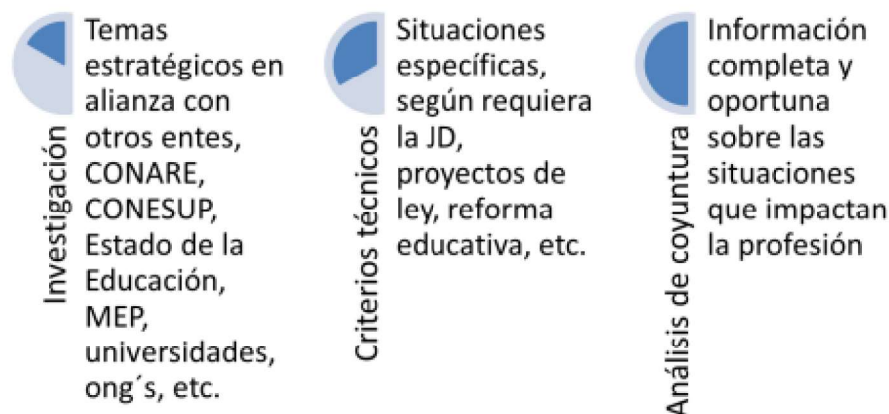 Investigación
Temas
estratégicos en
alianza con
otros entes,
CONARE,
CONESUP,
Estado de la
Educación,
MEP,
universidades,
ong´s, etc.
Criterios técnicos
Situaciones
específicas,
según requiera
la JD,
proyectos de
ley, reforma
educativa, etc.
Análisis de coyuntura
Información
completa y
oportuna
sobre las
situaciones
que impactan
la profesión